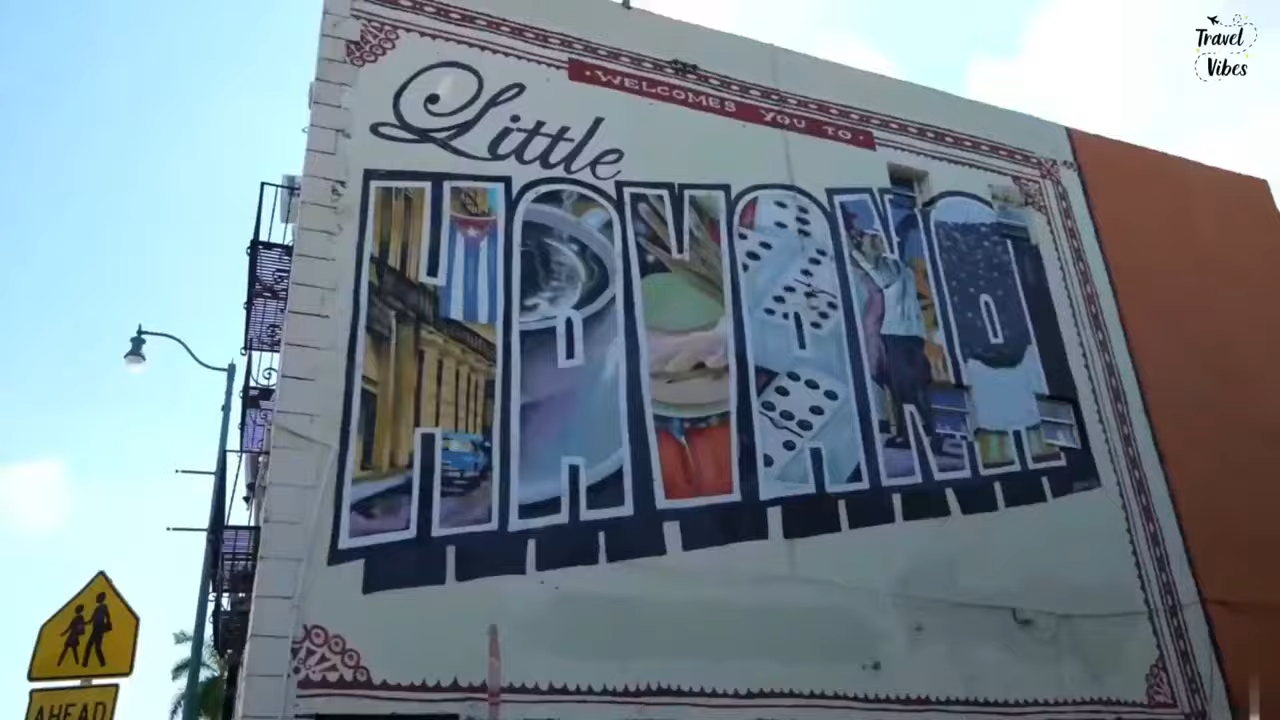 WELCOMES YOU TO
Little
HAVANA
Travel
Vibes
AHEAD